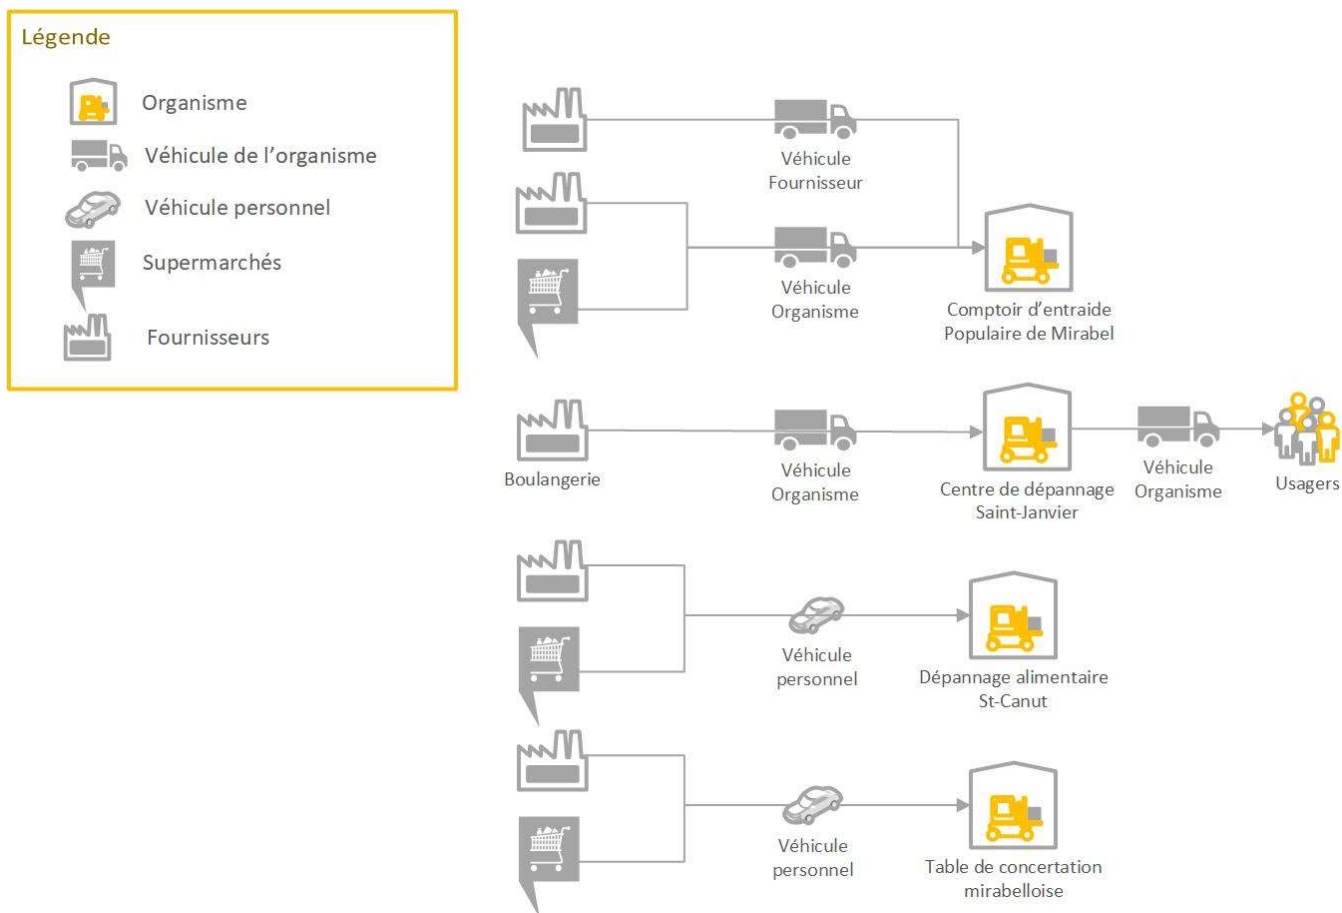 Légende
Organisme
Véhicule de l'organisme
Véhicule personnel
Supermarchés
Fournisseurs
Véhicule
Fournisseur
Véhicule
Organisme
Comptoir d'entraide
Populaire de Mirabel
Boulangerie
Véhicule
Organisme
Centre de dépannage
Saint-Janvier
Véhicule
Organisme
Usagers
Véhicule
personnel
Dépannage alimentaire
St-Canut
Véhicule
personnel
Table de concertation
mirabelloise